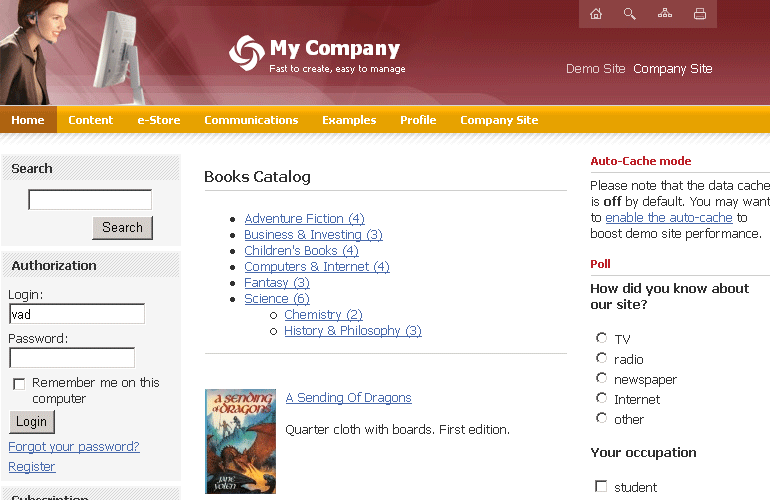 My Company
Fast to create, easy to manage
Demo Site Company Site
Home Content e-Store Communications Examples Profile Company Site
Search
Search
Authorization
Login:
vad
Password:
Remember me on this
computer
Login
Forgot your password?
Register
Subscription
Books Catalog
Adventure Fiction (4)
Business & Investing (3)
Children's Books (4)
Computers & Internet (4)
Fantasy (3)
Science (6)
Chemistry (2)
History & Philosophy (3)
A SENDING
OF DRAGONS
JANE
YOLEN
A Sending Of Dragons
Quarter cloth with boards. First edition.
Auto-Cache mode
Please note that the data cache
is off by default. You may want
to enable the auto-cache to
boost demo site performance.
Poll
How did you know about
our site?
TV
radio
newspaper
Internet
other
Your occupation
student